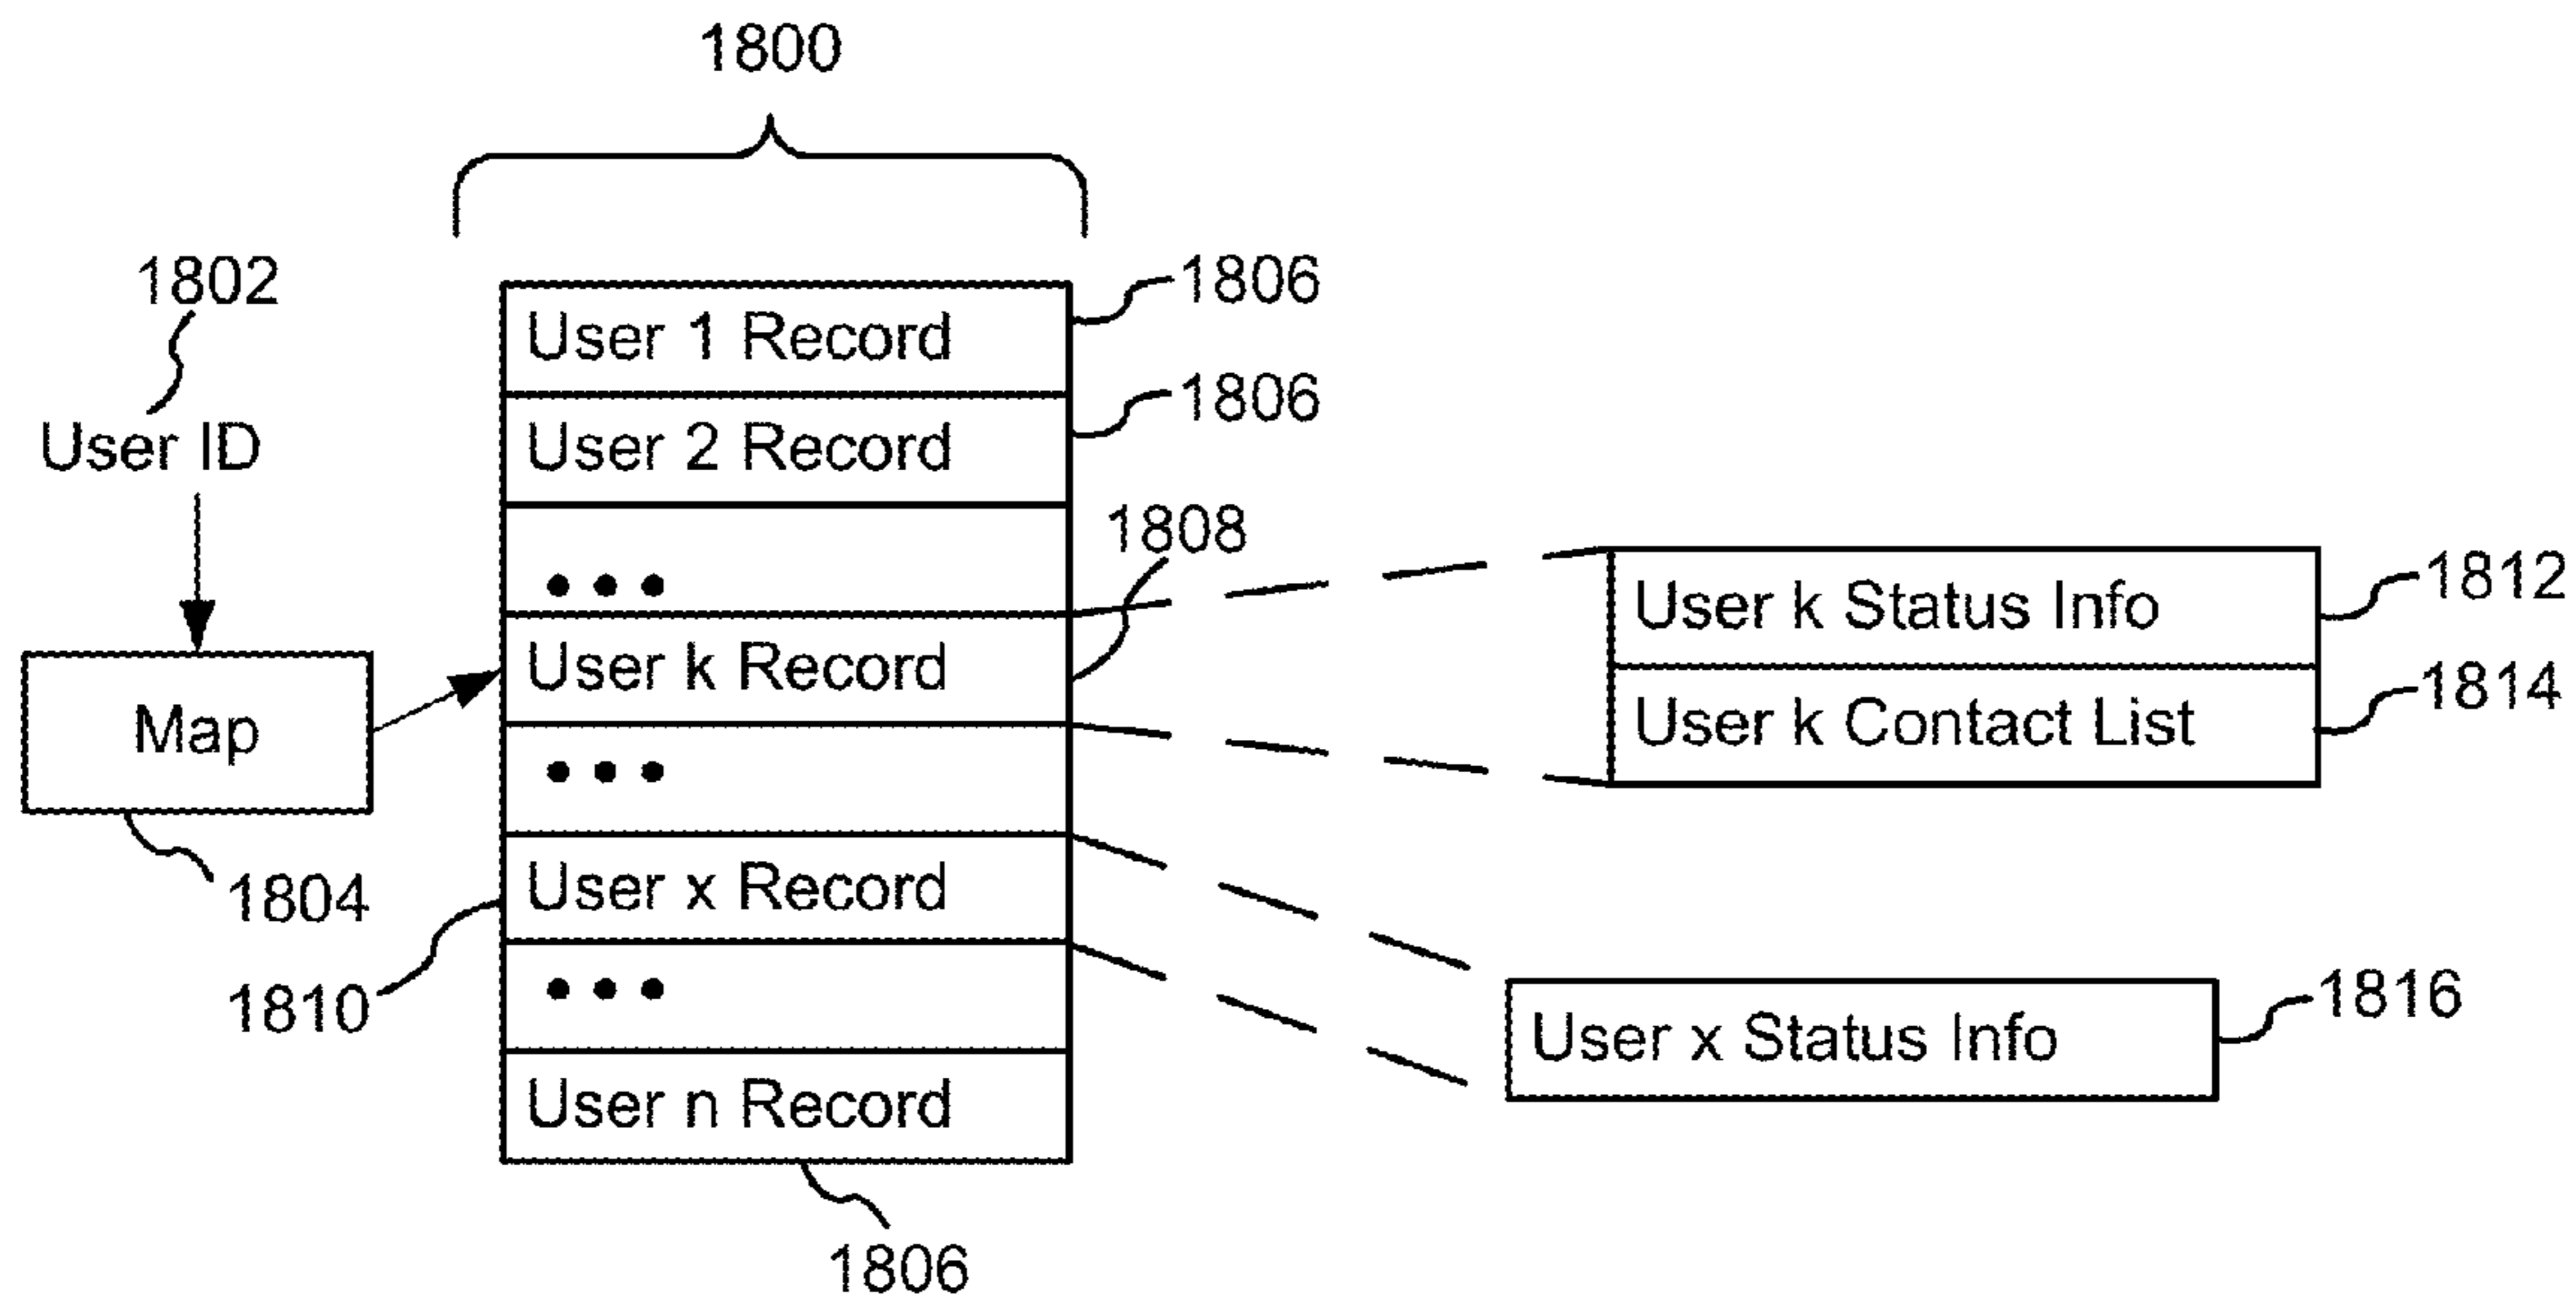 1800
1802
User ID
Map
1804
1810
User 1 Record
1806
User 2 Record
1806
•••
1808
User k Record
•••
User x Record
•••
User n Record
1806
User k Status Info
1812
User k Contact List
1814
User x Status Info
1816